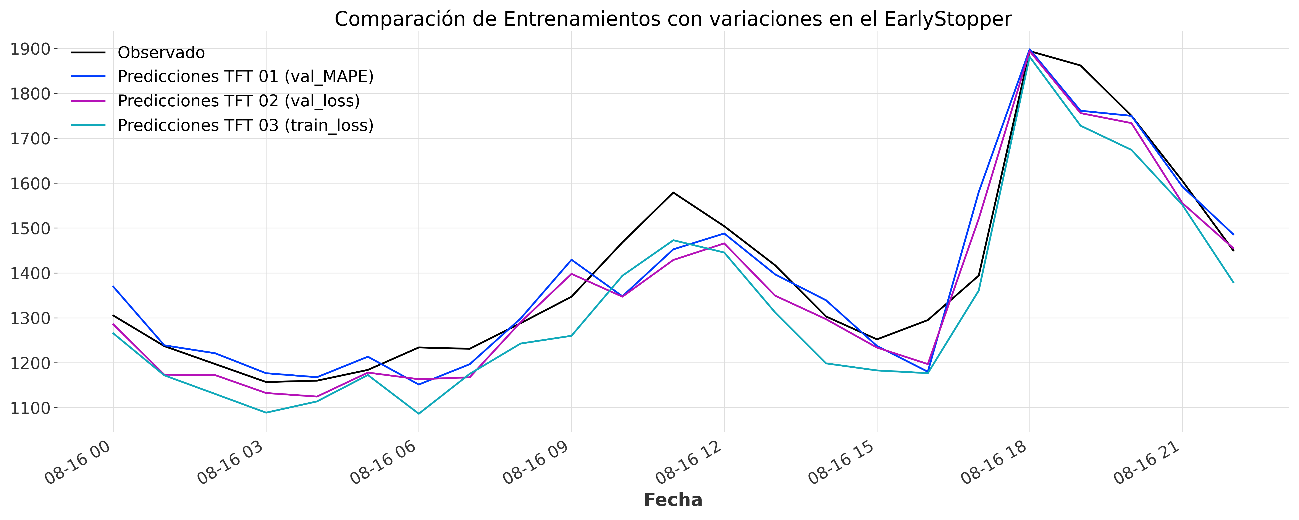 Comparación de Entrenamientos con variaciones en el EarlyStopper
Observado
Predicciones TFT 01 (val_MAPE)
Predicciones TFT 02 (val_loss)
Predicciones TFT 03 (train_loss)
1900
1800
1700
1600
1500
1400
1300
1200
1100
08-16 00
08-16 03
08-16 06
08-16 09
08-16 12
08-16 15
08-16 18
08-16 21
Fecha